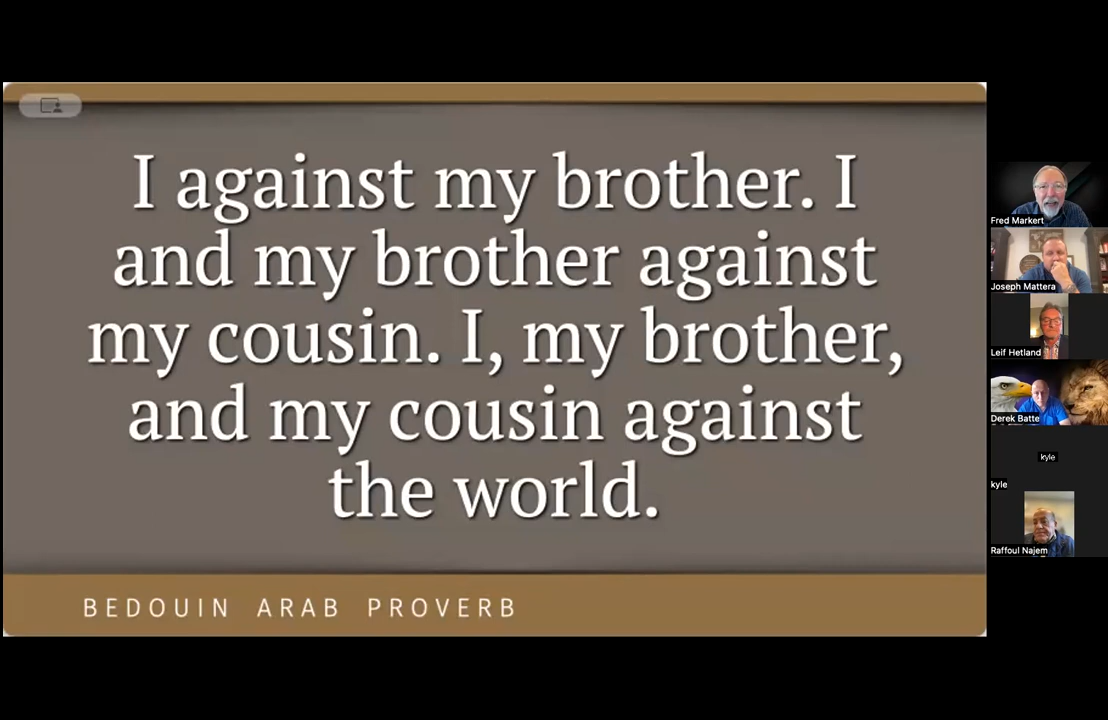 I against my brother. I
and my brother against
my cousin. I, my brother,
and my cousin against
the world.
BEDOUIN ARAB PROVERB
Fred Markert
Joseph Mattera
Leif Hetland
Derek Batte
kyle
kyle
Raffoul Najem